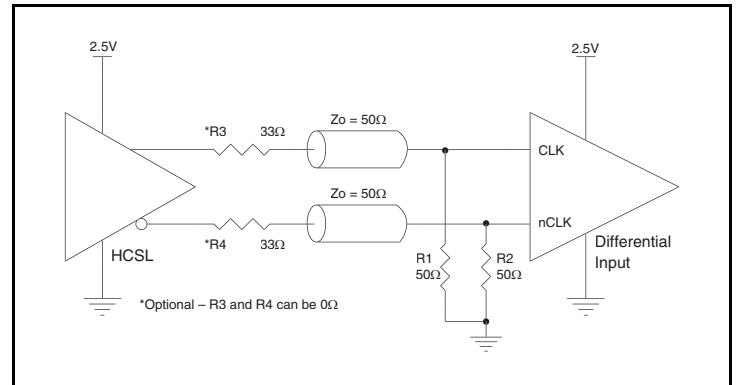 2.5V
2.5V
*R3 33Ω
Zo = 50Ω
CLK
Zo = 50Ω
*R4 33Ω
nCLK
HCSL
R1
50Ω
R2
50Ω
Differential
Input
*Optional – R3 and R4 can be 0Ω